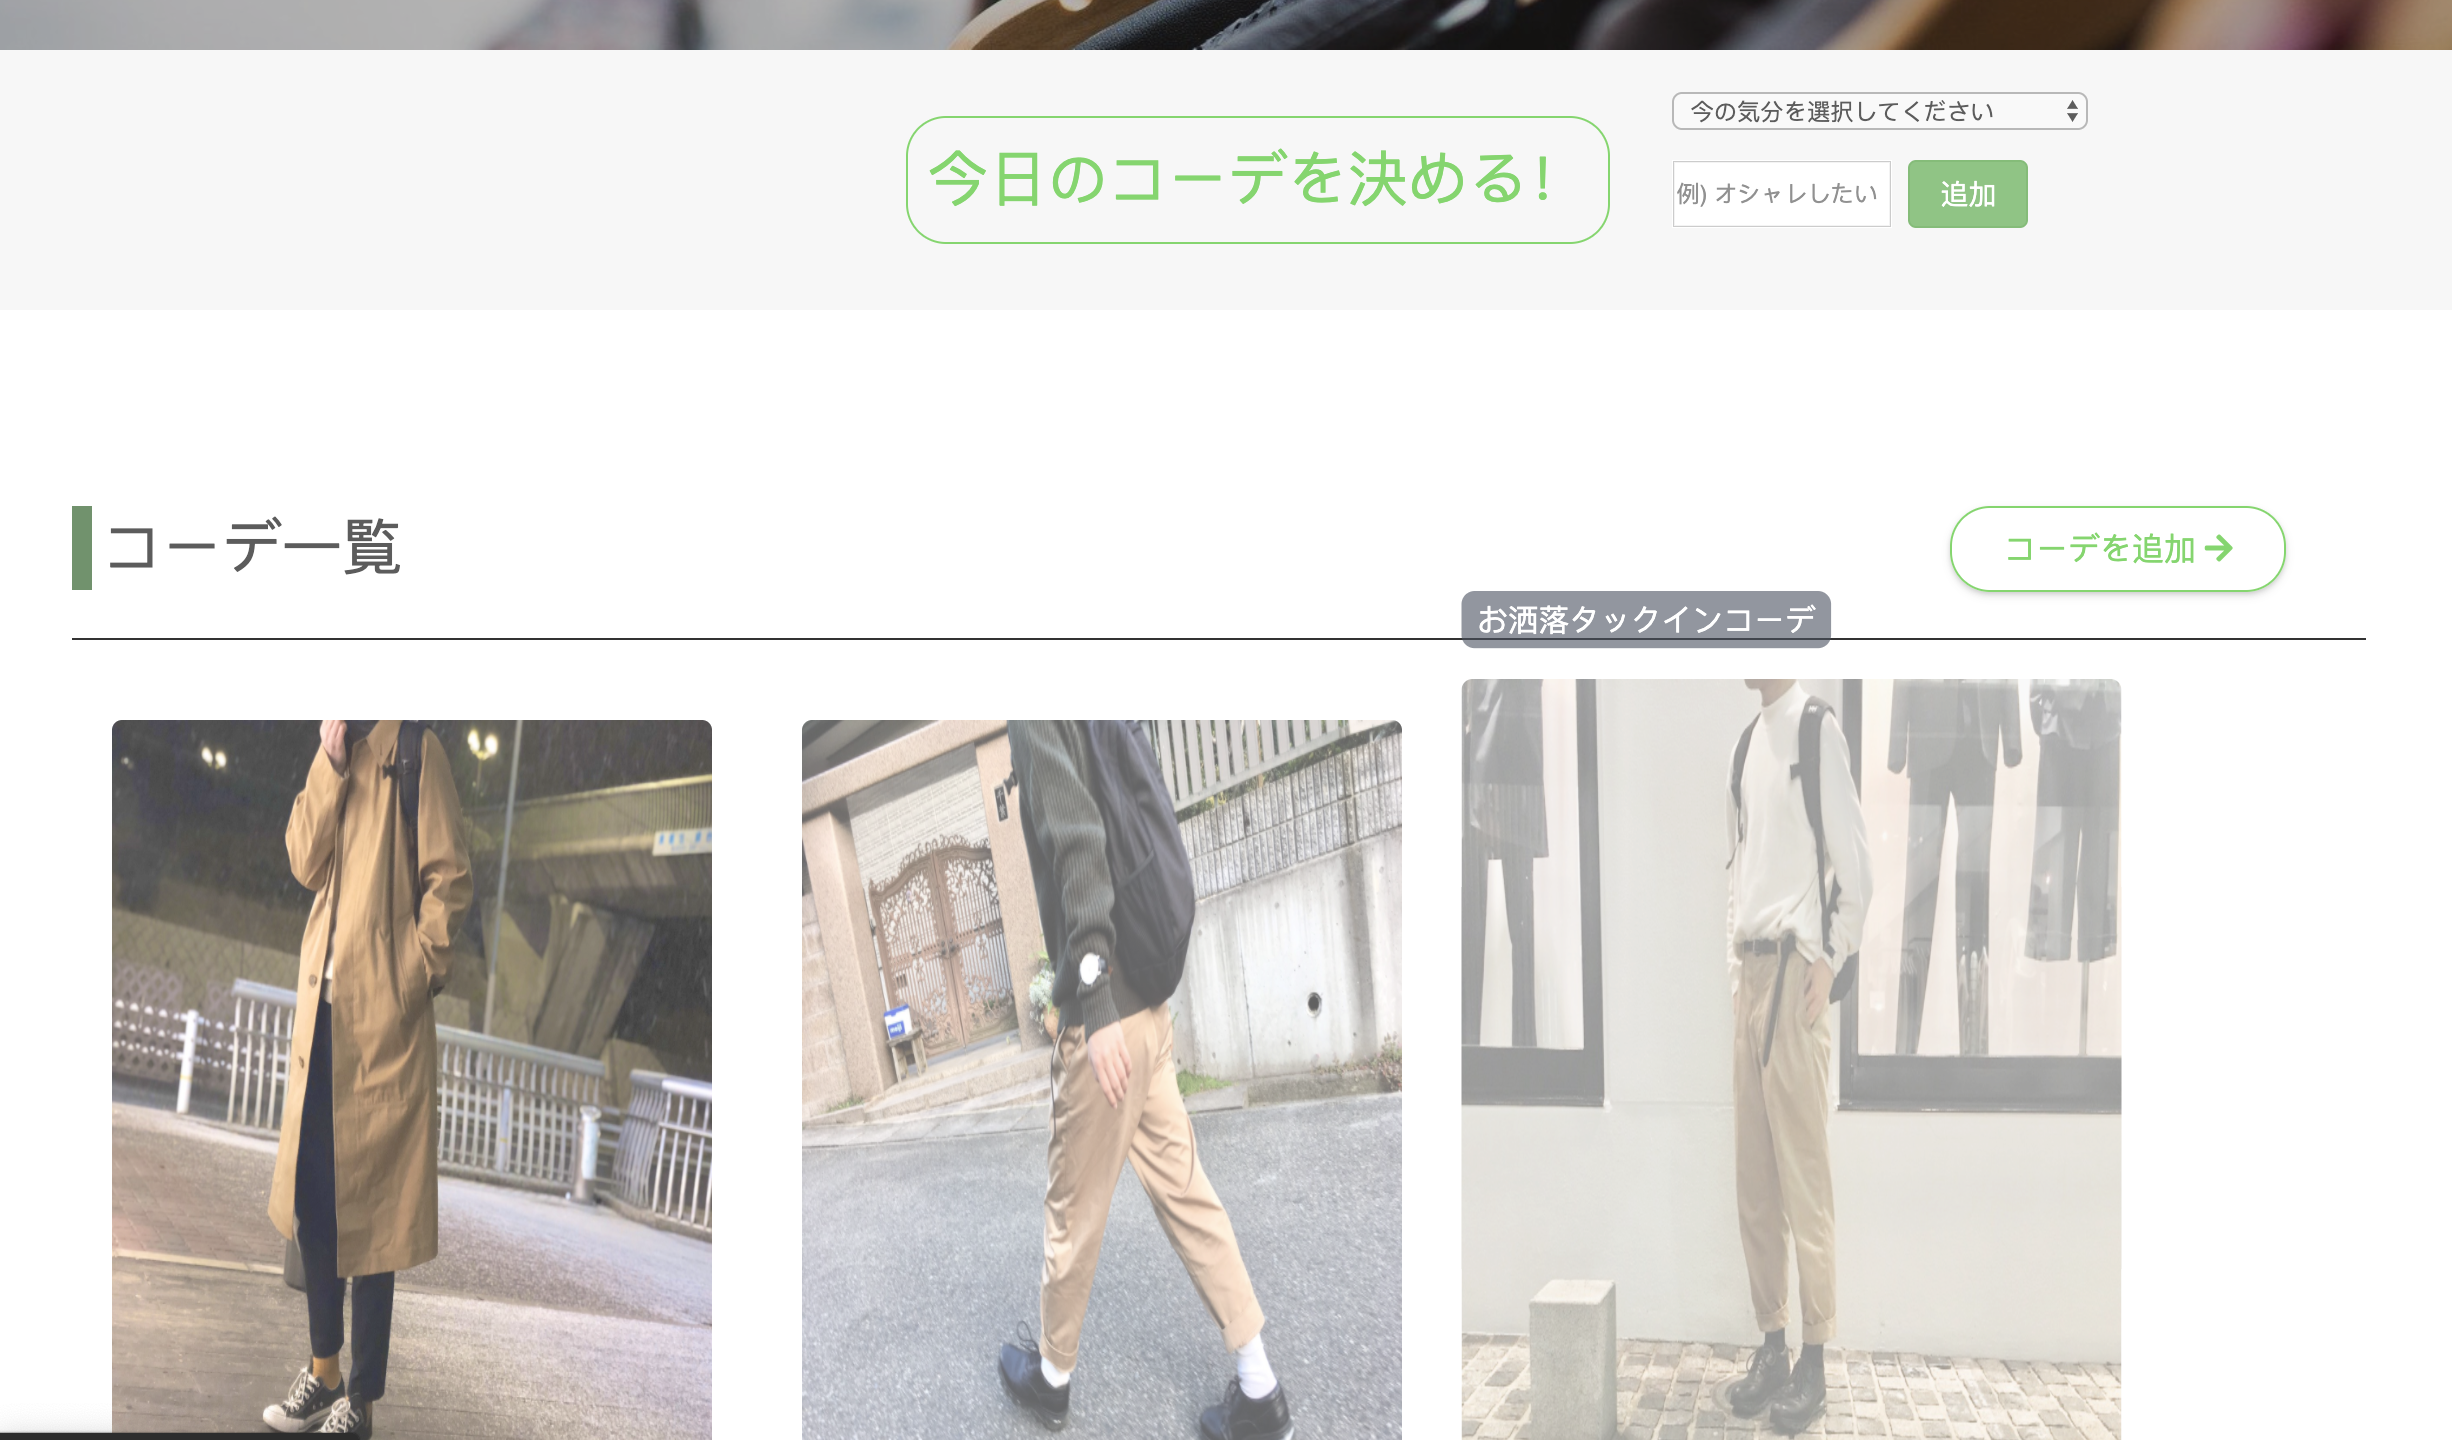 今の気分を選択してください
今日のコーデを決める!
例) オシャレしたい
追加
コーデ一覧
コーデを追加
お洒落タックインコーデ
meiji